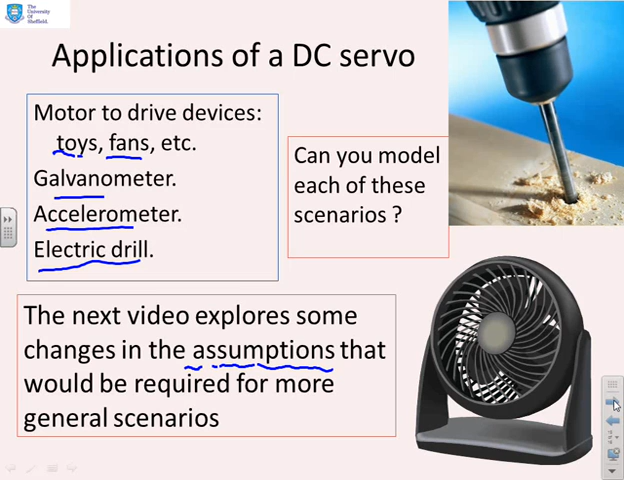 The
University
Of
Sheffield.
Applications of a DC servo
Motor to drive devices:
toys, fans, etc.
Galvanometer.
Accelerometer.
Electric drill.
Can you model
each of these
scenarios ?
The next video explores some
changes in the assumptions that
would be required for more
general scenarios